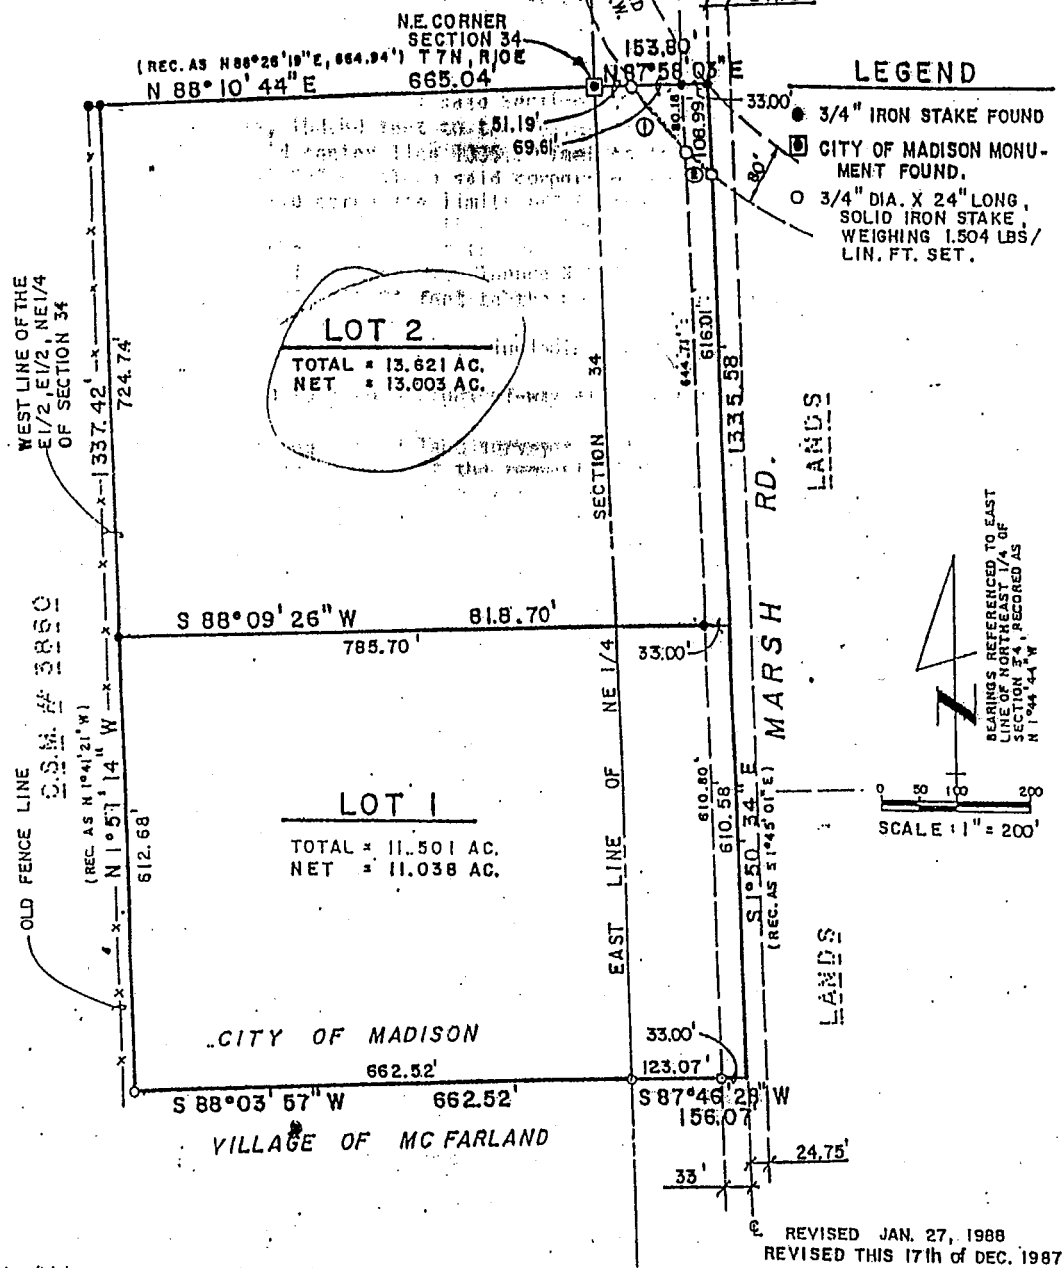 N.E. CORNER
SECTION 34
T 7N, R10E
(REC. AS N 88° 26' 19" E, 664.94')
N 88° 10' 44" E 665.04'
153.80'
N 87° 58' 03" E
51.19'
69.61'
80.18'
108.99'
33.00'
80'
LEGEND
3/4" IRON STAKE FOUND
CITY OF MADISON MONU-
MENT FOUND.
3/4" DIA. X 24" LONG,
SOLID IRON STAKE,
WEIGHING 1.504 LBS/
LIN. FT. SET.
WEST LINE OF THE
E1/2, E1/2, NE1/4
OF SECTION 34
1337.42'
724.74'
LOT 2
TOTAL = 13.621 AC.
NET = 13.003 AC.
SECTION 34
644.71'
616.01'
1335.58'
LANDS
MARSH RD.
BEARINGS REFERENCED TO EAST
LINE OF NORTHEAST 1/4 OF
SECTION 34, RECORED AS
N 1° 44' 44" W
S 88° 09' 26" W 818.70'
785.70'
33.00'
C.S.M. # 3860
OLD FENCE LINE
(REC. AS N 1° 41' 21" W)
N 1° 51' 14" W
612.68'
LOT 1
TOTAL = 11.501 AC.
NET = 11.038 AC.
EAST LINE OF NE 1/4
610.80'
610.58'
S 1° 50' 34" E
(REC. AS S 1° 45' 01" E)
0 50 100 200
SCALE : 1" = 200'
LANDS
CITY OF MADISON
33.00'
662.52' 123.07'
S 88° 03' 57" W 662.52' S 87° 46' 28" W
156.07'
VILLAGE OF MC FARLAND
24.75'
33'
REVISED JAN. 27, 1988
REVISED THIS 17th of DEC. 1987